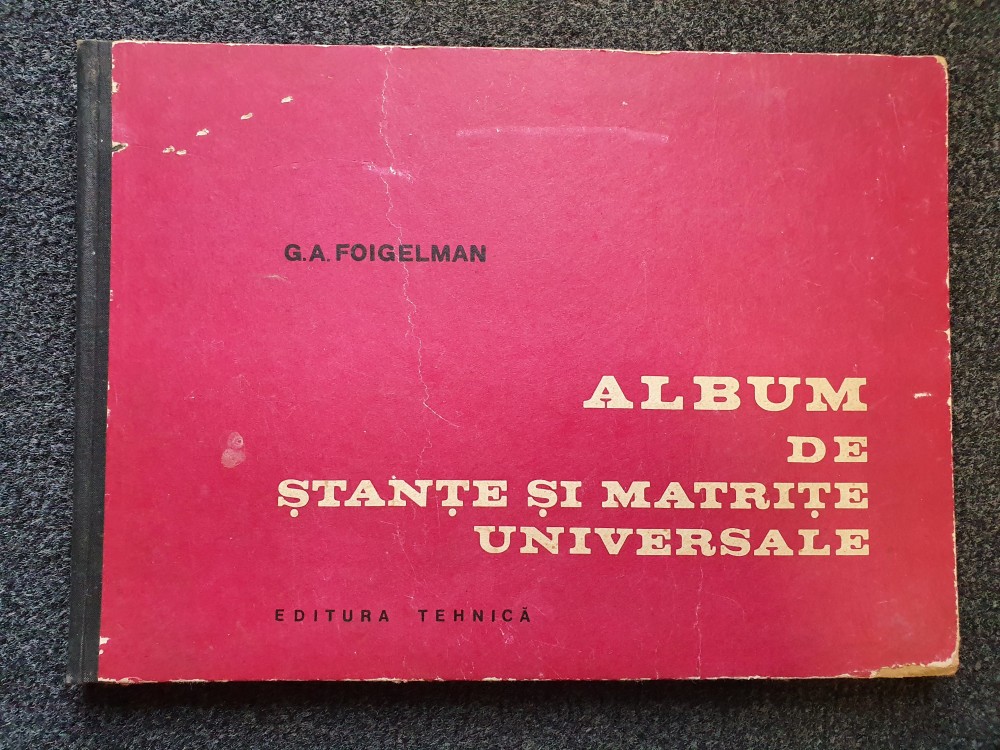 G.A. FOIGELMAN
ALBUM
DE
ȘTANȚE ȘI MATRIȚE
UNIVERSALE
EDITURA TEHNICĂ